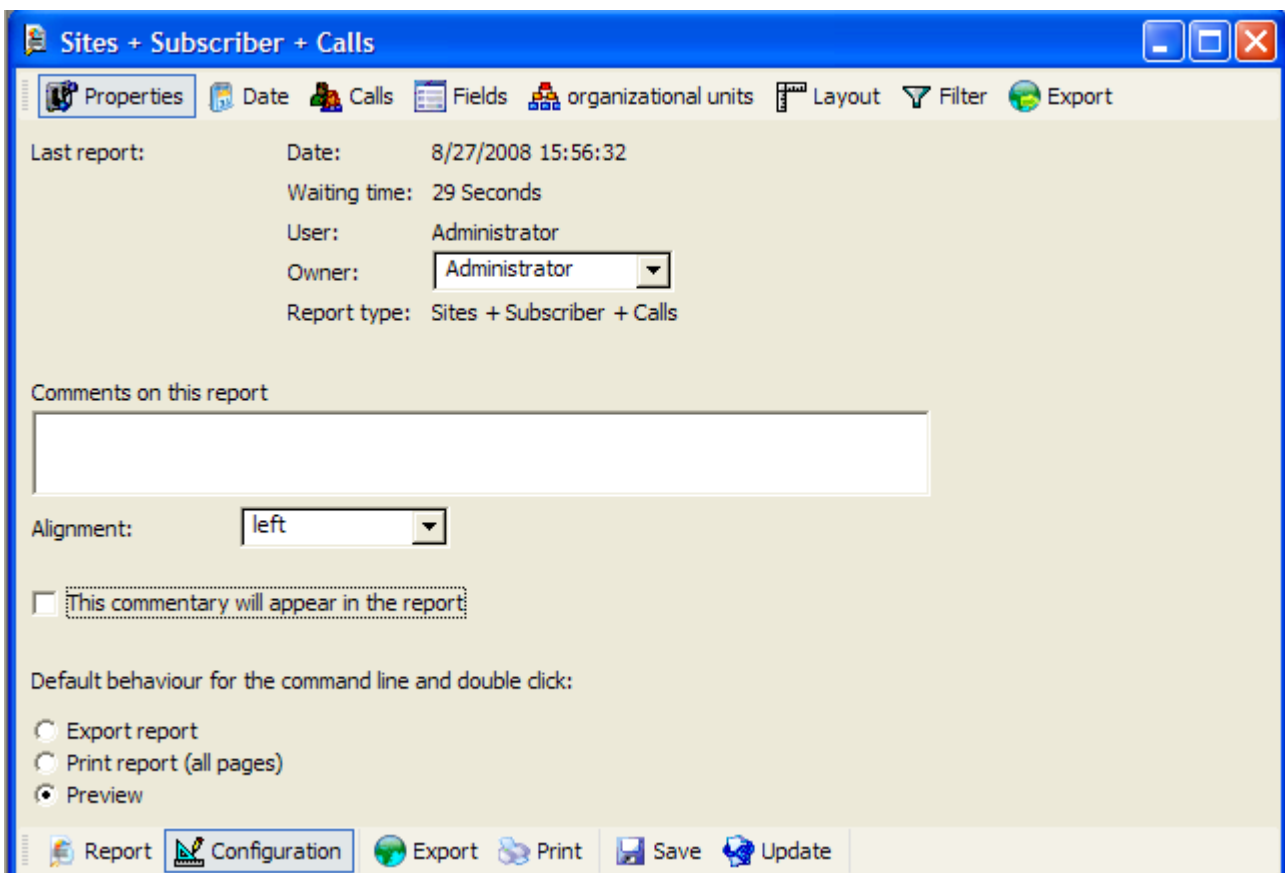 Sites + Subscriber + Calls
Properties Date Calls Fields organizational units Layout Filter Export
Last report: Date: 8/27/2008 15:56:32
Waiting time: 29 Seconds
User: Administrator
Owner: Administrator
Report type: Sites + Subscriber + Calls
Comments on this report
Alignment: left
This commentary will appear in the report
Default behaviour for the command line and double click:
Export report
Print report (all pages)
Preview
Report Configuration Export Print Save Update